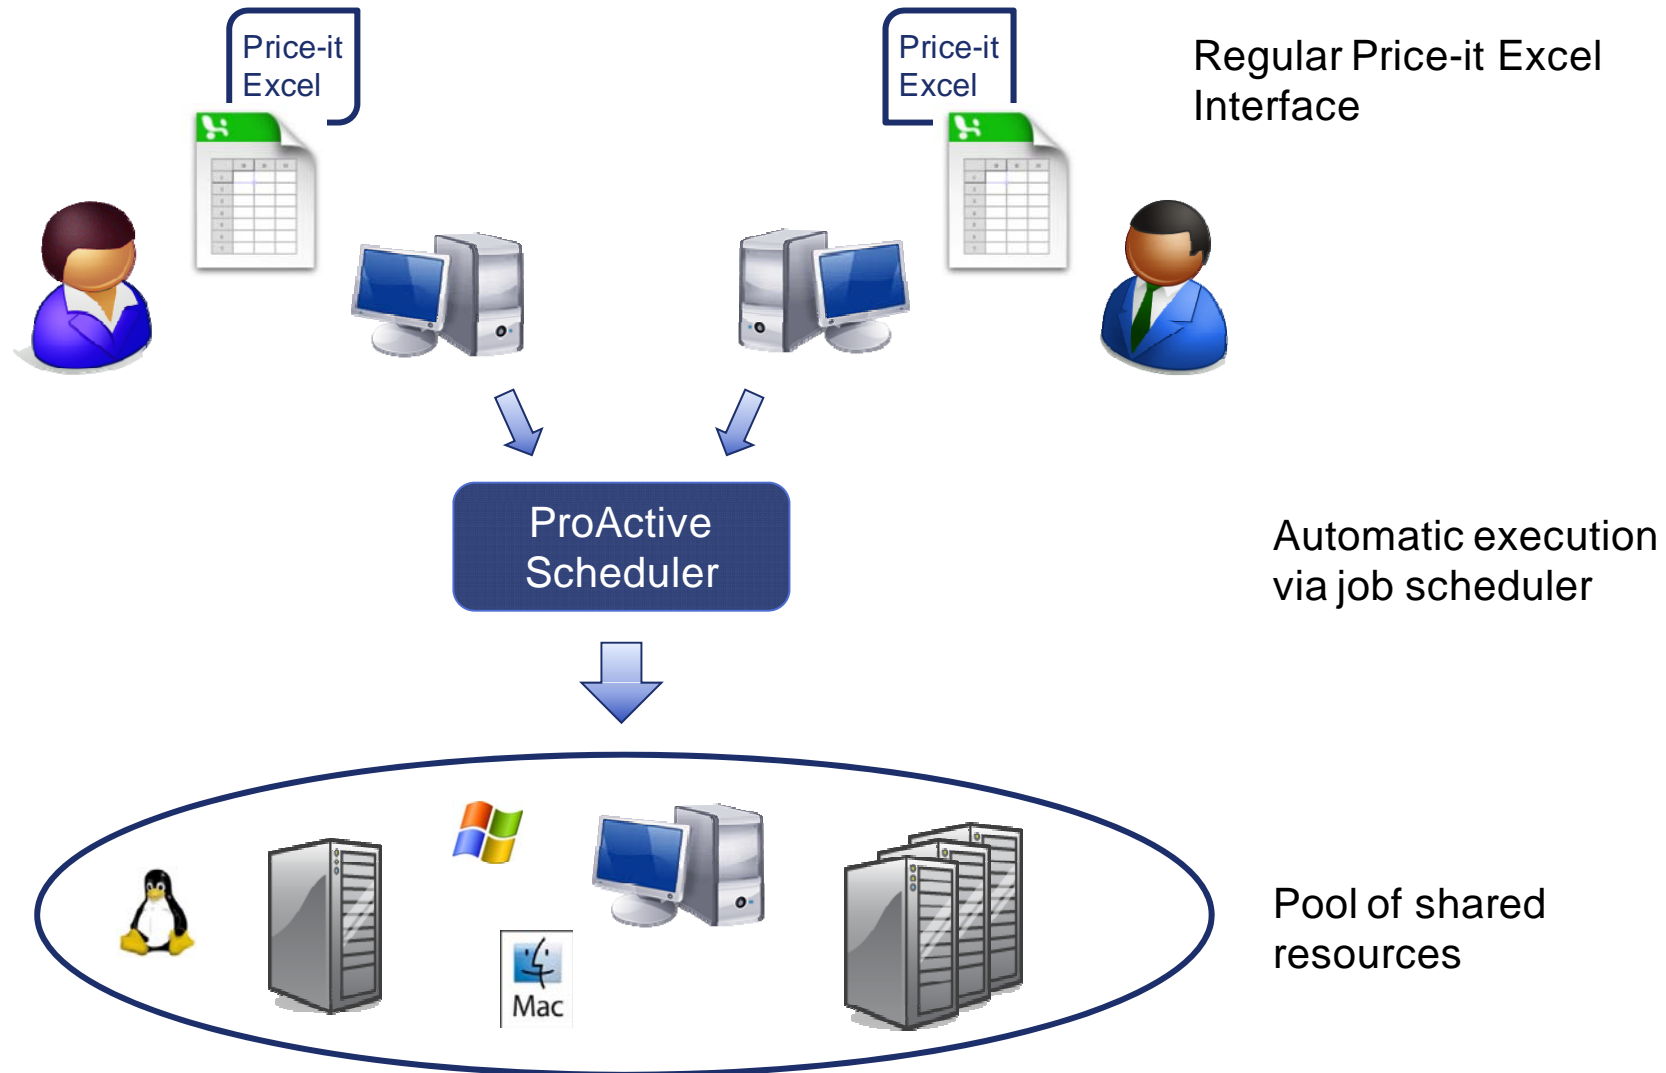 Price-it
Excel
Price-it
Excel
Regular Price-it Excel
Interface
ProActive
Scheduler
Automatic execution
via job scheduler
Mac
Pool of shared
resources